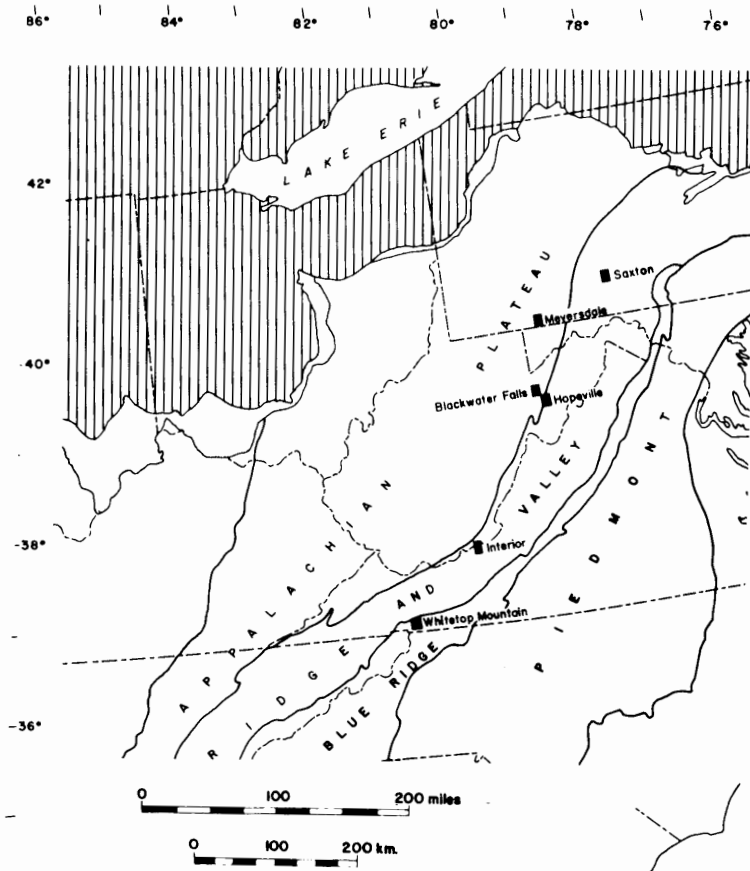 86° 84° 82° 80° 78° 76°
LAKE ERIE
42°
PLATEAU
Saxton
Meyersdale
40°
Blackwater Falls
Hopeville
VALLEY
PIEDMONT
APPALACHIAN
38°
Interior
AND
Whitetop Mountain
RIDGE
BLUE RIDGE
36°
0 100 200 miles
0 100 200 km.